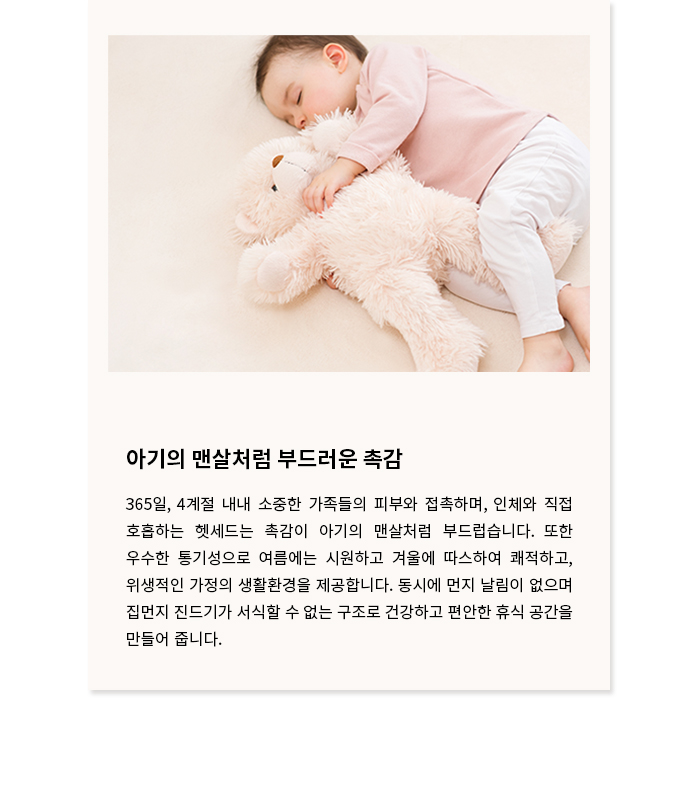 아기의 맨살처럼 부드러운 촉감
365일, 4계절 내내 소중한 가족들의 피부와 접촉하며, 인체와 직접
호흡하는 헷세드는 촉감이 아기의 맨살처럼 부드럽습니다. 또한
우수한 통기성으로 여름에는 시원하고 겨울에 따스하여 쾌적하고,
위생적인 가정의 생활환경을 제공합니다. 동시에 먼지 날림이 없으며
집먼지 진드기가 서식할 수 없는 구조로 건강하고 편안한 휴식 공간을
만들어 줍니다.